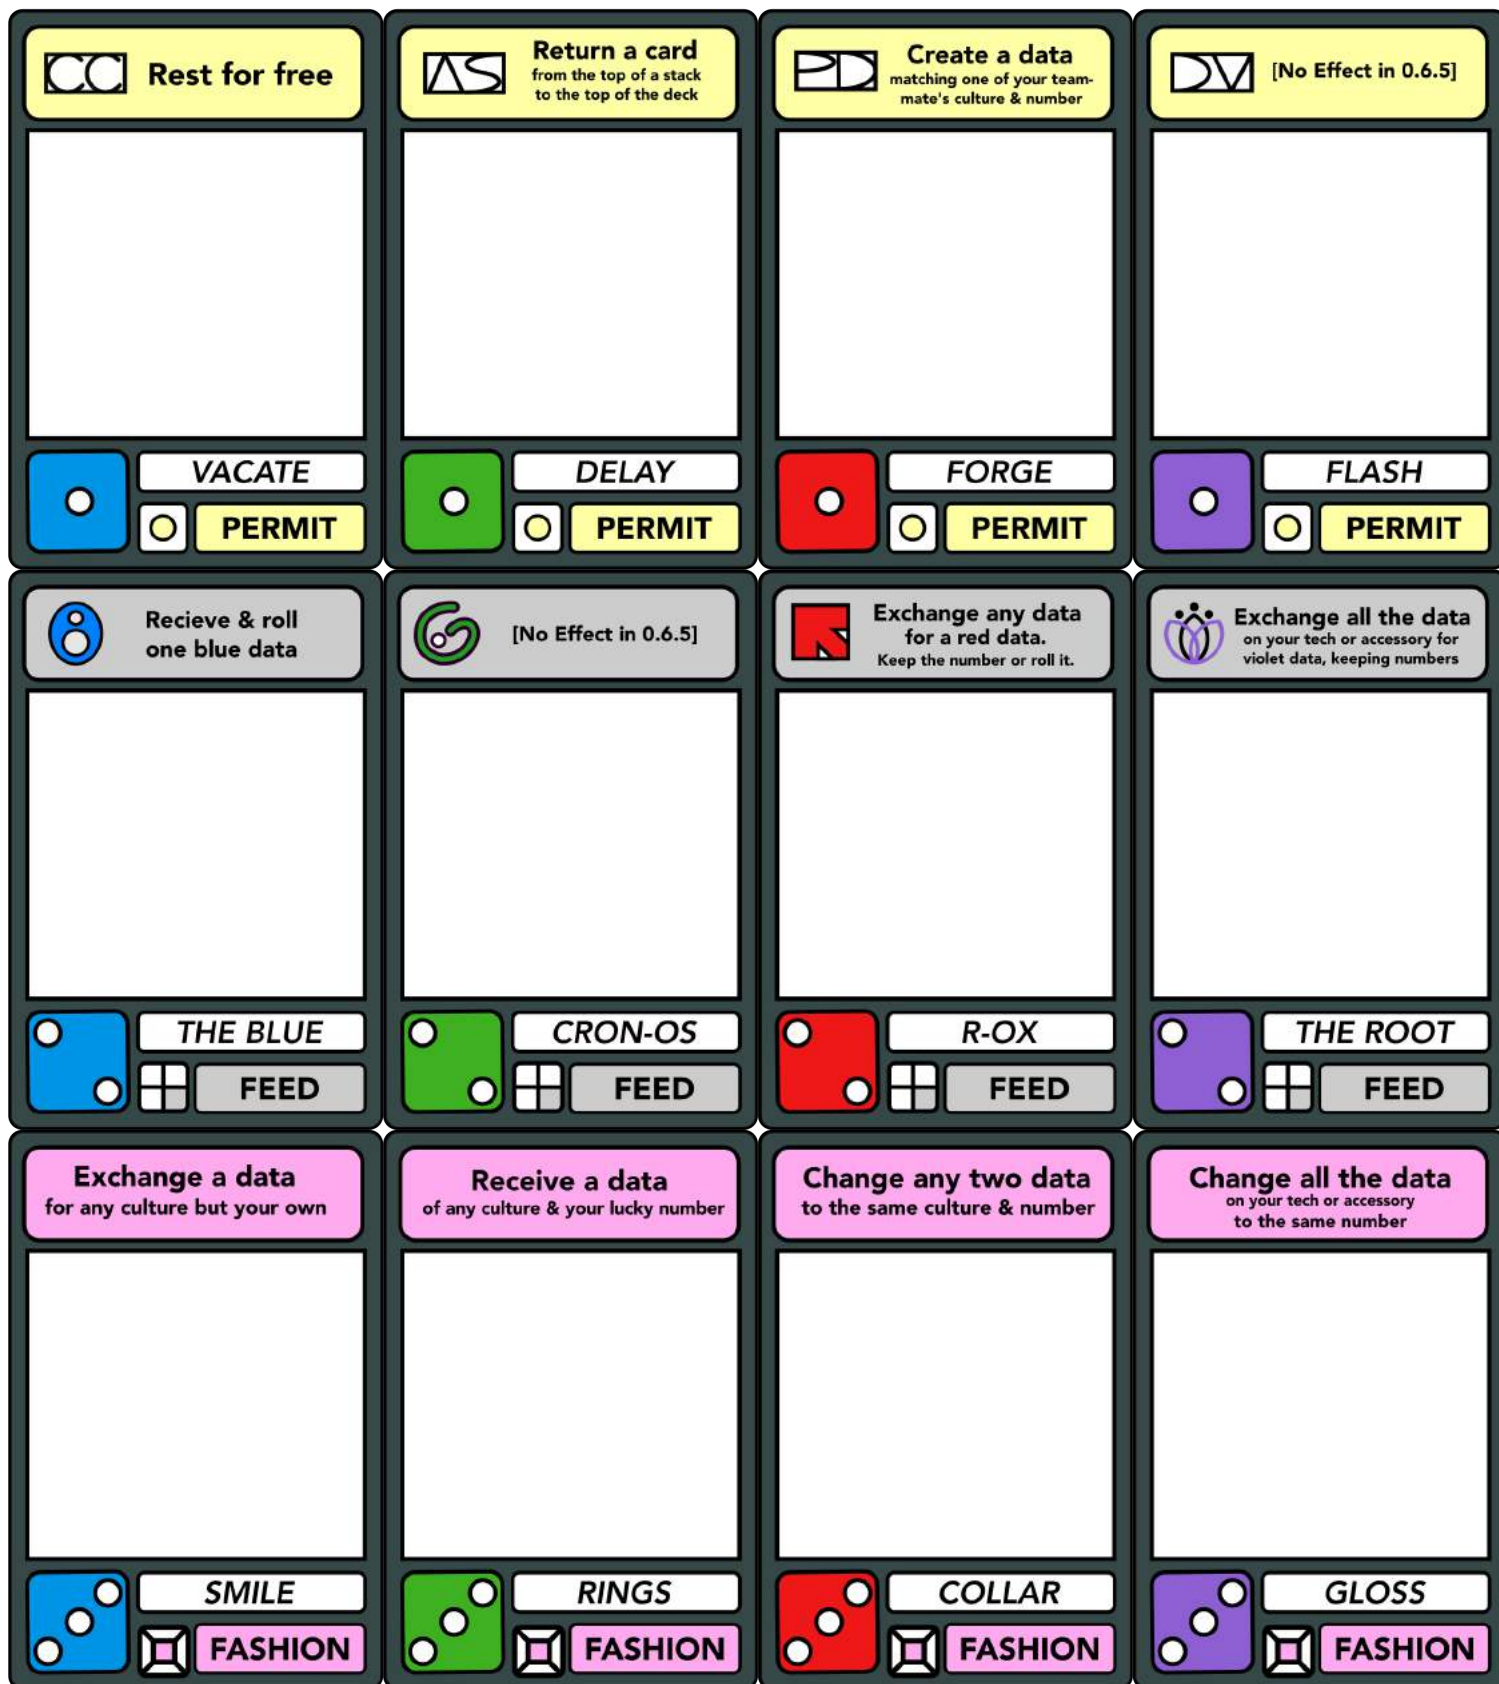 CC Rest for free
AS Return a card
from the top of a stack
to the top of the deck
PD Create a data
matching one of your team-
mate's culture & number
DV [No Effect in 0.6.5]
VACATE
PERMIT
DELAY
PERMIT
FORGE
PERMIT
FLASH
PERMIT
Recieve & roll
one blue data
[No Effect in 0.6.5]
Exchange any data
for a red data.
Keep the number or roll it.
Exchange all the data
on your tech or accessory for
violet data, keeping numbers
THE BLUE
FEED
CRON-OS
FEED
R-OX
FEED
THE ROOT
FEED
Exchange a data
for any culture but your own
Receive a data
of any culture & your lucky number
Change any two data
to the same culture & number
Change all the data
on your tech or accessory
to the same number
SMILE
FASHION
RINGS
FASHION
COLLAR
FASHION
GLOSS
FASHION